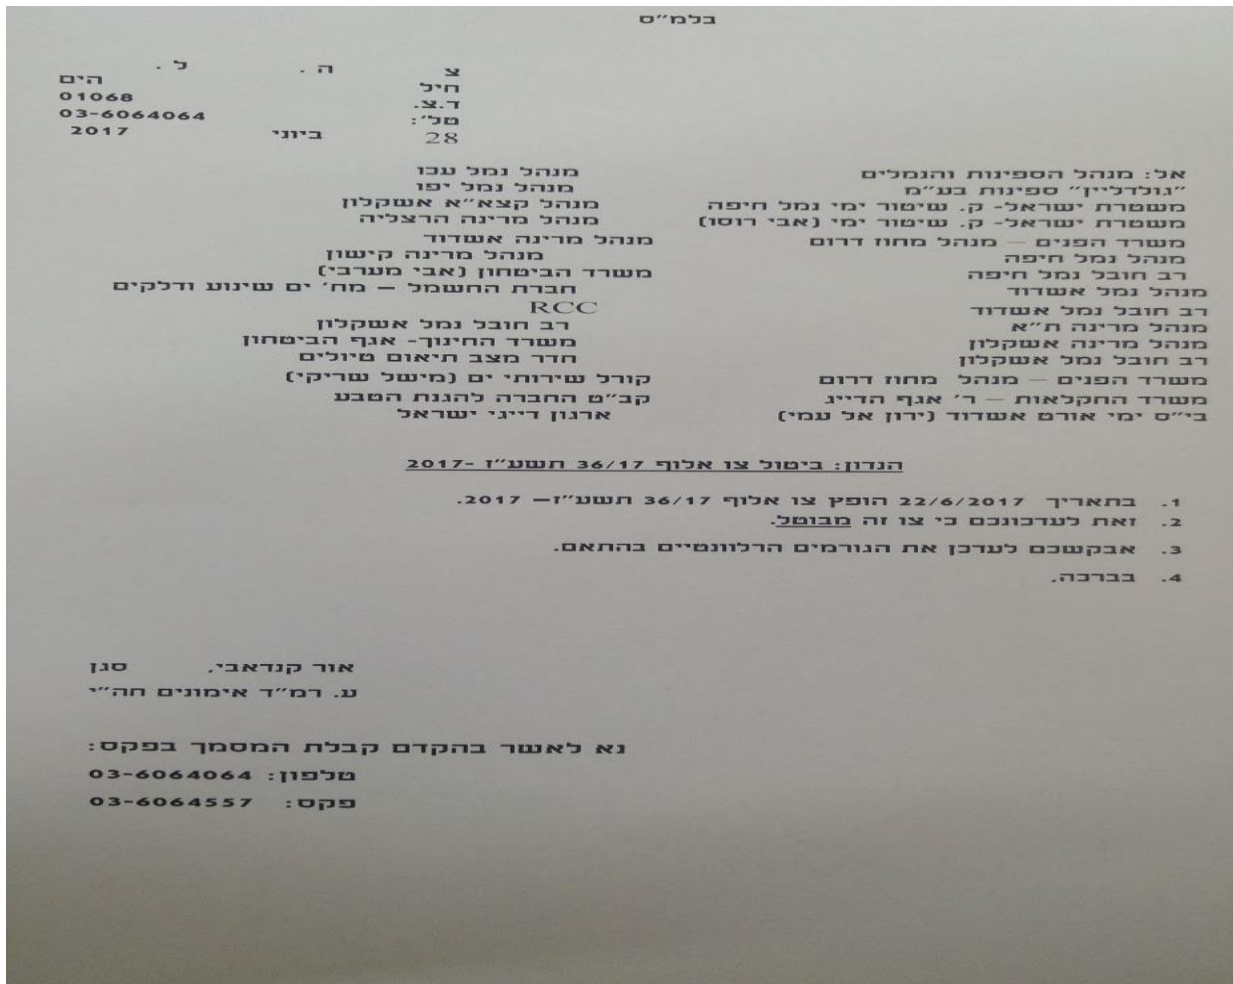 בלמ"ס
צ ה . ל .
חיל הים
ד.צ. 01068
טל': 03-6064064
28 ביוני 2017
אל: מנהל הספינות והנמלים מנהל נמל עכו
"גולדליין" ספינות בע"מ מנהל נמל יפו
משטרת ישראל- ק. שיטור ימי נמל חיפה מנהל קצא"א אשקלון
משטרת ישראל- ק. שיטור ימי (אבי רוסו) מנהל מרינה הרצליה
משרד הפנים – מנהל מחוז דרום מנהל מרינה אשדוד
מנהל נמל חיפה מנהל מרינה קישון
רב חובל נמל חיפה משרד הביטחון (אבי מערבי)
מנהל נמל אשדוד חברת החשמל – מח' ים שינוע ודלקים
רב חובל נמל אשדוד RCC
מנהל מרינה ת"א רב חובל נמל אשקלון
מנהל מרינה אשקלון משרד החינוך- אגף הביטחון
רב חובל נמל אשקלון חדר מצב תיאום טיולים
משרד הפנים – מנהל מחוז דרום קורל שירותי ים (מישל שריקי)
משרד החקלאות – ר' אגף הדייג קב"ט החברה להגנת הטבע
בי"ס ימי אורט אשדוד (ירון אל עמי) ארגון דייגי ישראל
הנדון: ביטול צו אלוף 36/17 תשע"ז -2017
1. בתאריך 22/6/2017 הופץ צו אלוף 36/17 תשע"ז– 2017.
2. זאת לעדכונכם כי צו זה מבוטל.
3. אבקשכם לעדכן את הגורמים הרלוונטיים בהתאם.
4. בברכה,
אור קנדאבי, סגן
ע. רמ"ד אימונים חה"י
נא לאשר בהקדם קבלת המסמך בפקס:
טלפון: 03-6064064
פקס: 03-6064557